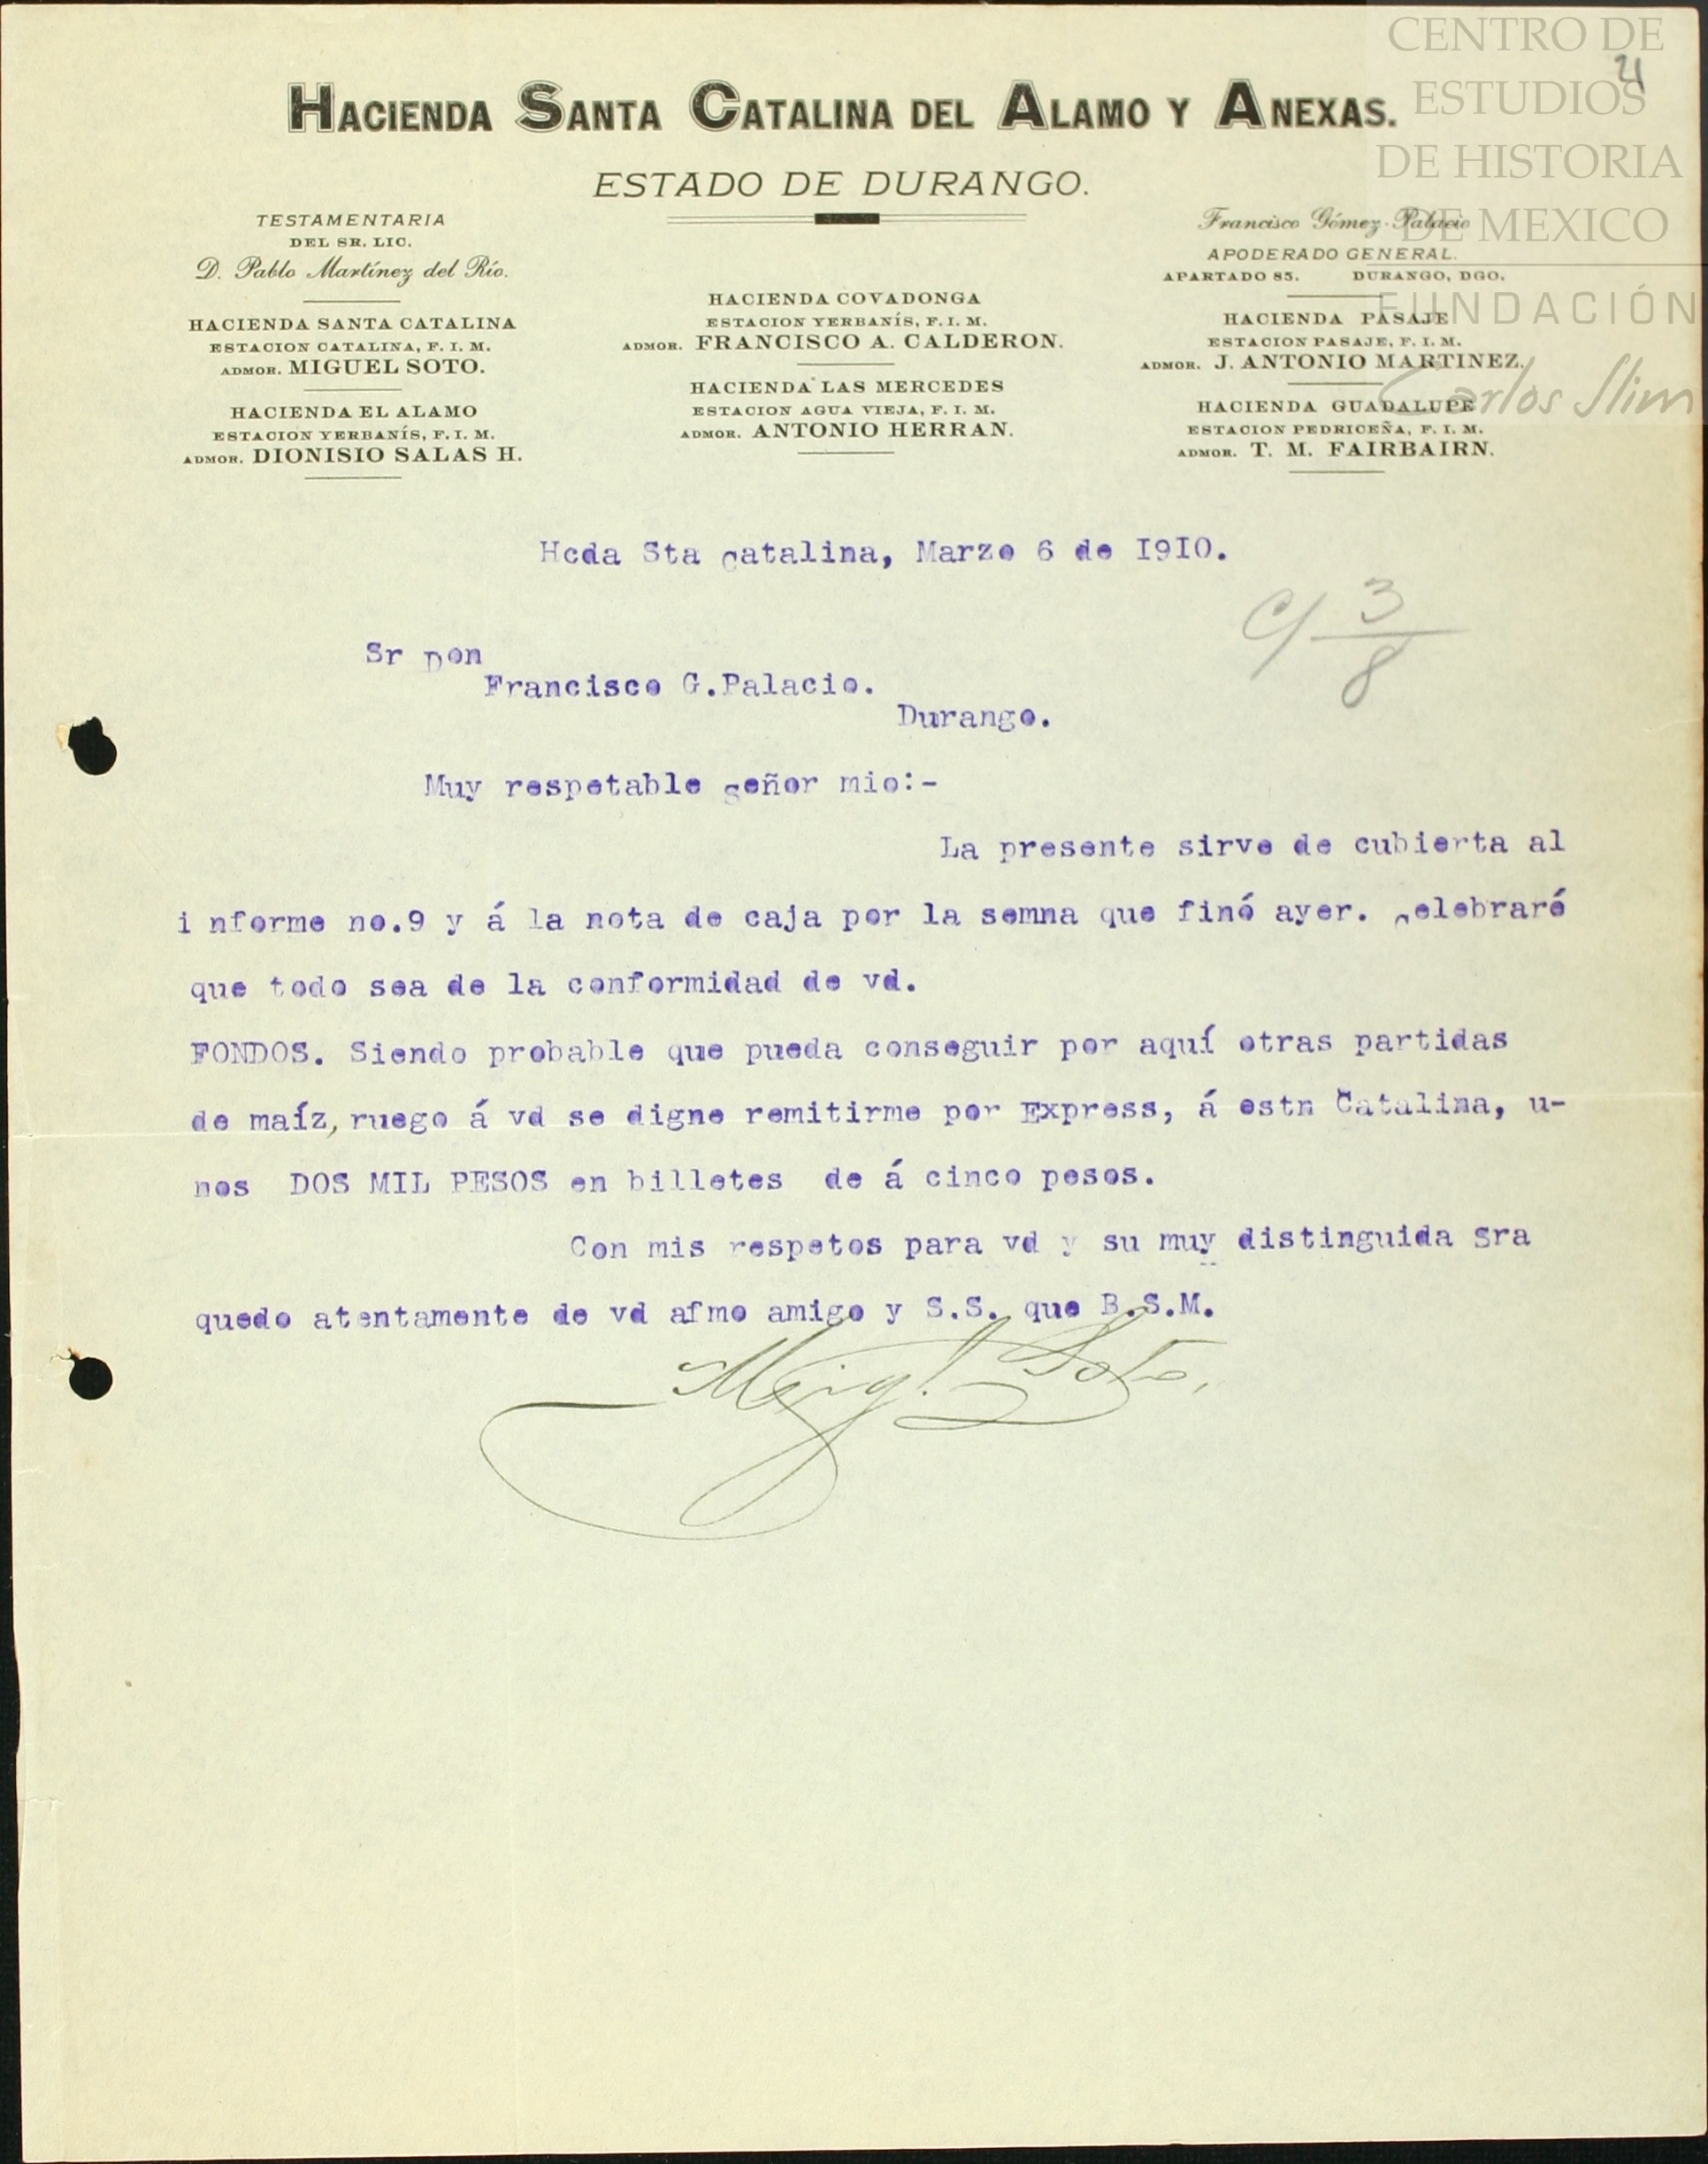 CENTRO DE
ESTUDIOS
DE HISTORIA
DE MEXICO
FUNDACIÓN
Carlos Slim
21
HACIENDA SANTA CATALINA DEL ALAMO Y ANEXAS.
ESTADO DE DURANGO.
TESTAMENTARIA
DEL SR. LIC.
D. Pablo Martínez del Río.
HACIENDA SANTA CATALINA
ESTACION CATALINA, F. I. M.
ADMOR. MIGUEL SOTO.
HACIENDA EL ALAMO
ESTACION YERBANÍS, F. I. M.
ADMOR. DIONISIO SALAS H.
HACIENDA COVADONGA
ESTACION YERBANÍS, F. I. M.
ADMOR. FRANCISCO A. CALDERON.
HACIENDA LAS MERCEDES
ESTACION AGUA VIEJA, F. I. M.
ADMOR. ANTONIO HERRAN.
Francisco Gómez Palacio
APODERADO GENERAL.
APARTADO 85. DURANGO, DGO.
HACIENDA PASAJE
ESTACION PASAJE, F. I. M.
ADMOR. J. ANTONIO MARTINEZ.
HACIENDA GUADALUPE
ESTACION PEDRICEÑA, F. I. M.
ADMOR. T. M. FAIRBAIRN.
Hcda Sta Catalina, Marzo 6 de I9I0.
C/ 3/8
Sr Don
Francisco G.Palacio.
Durango.
Muy respetable señor mio:-
La presente sirve de cubierta al
i nforme no.9 y á la nota de caja por la semna que finó ayer. Celebraré
que todo sea de la conformidad de vd.
FONDOS. Siendo probable que pueda conseguir por aquí otras partidas
de maíz, ruego á vd se digne remitirme por Express, á estn Catalina, u-
nos DOS MIL PESOS en billetes de á cinco pesos.
Con mis respetos para vd y su muy distinguida Sra
quedo atentamente de vd afmo amigo y S.S. que B.S.M.
Migl. Soto.